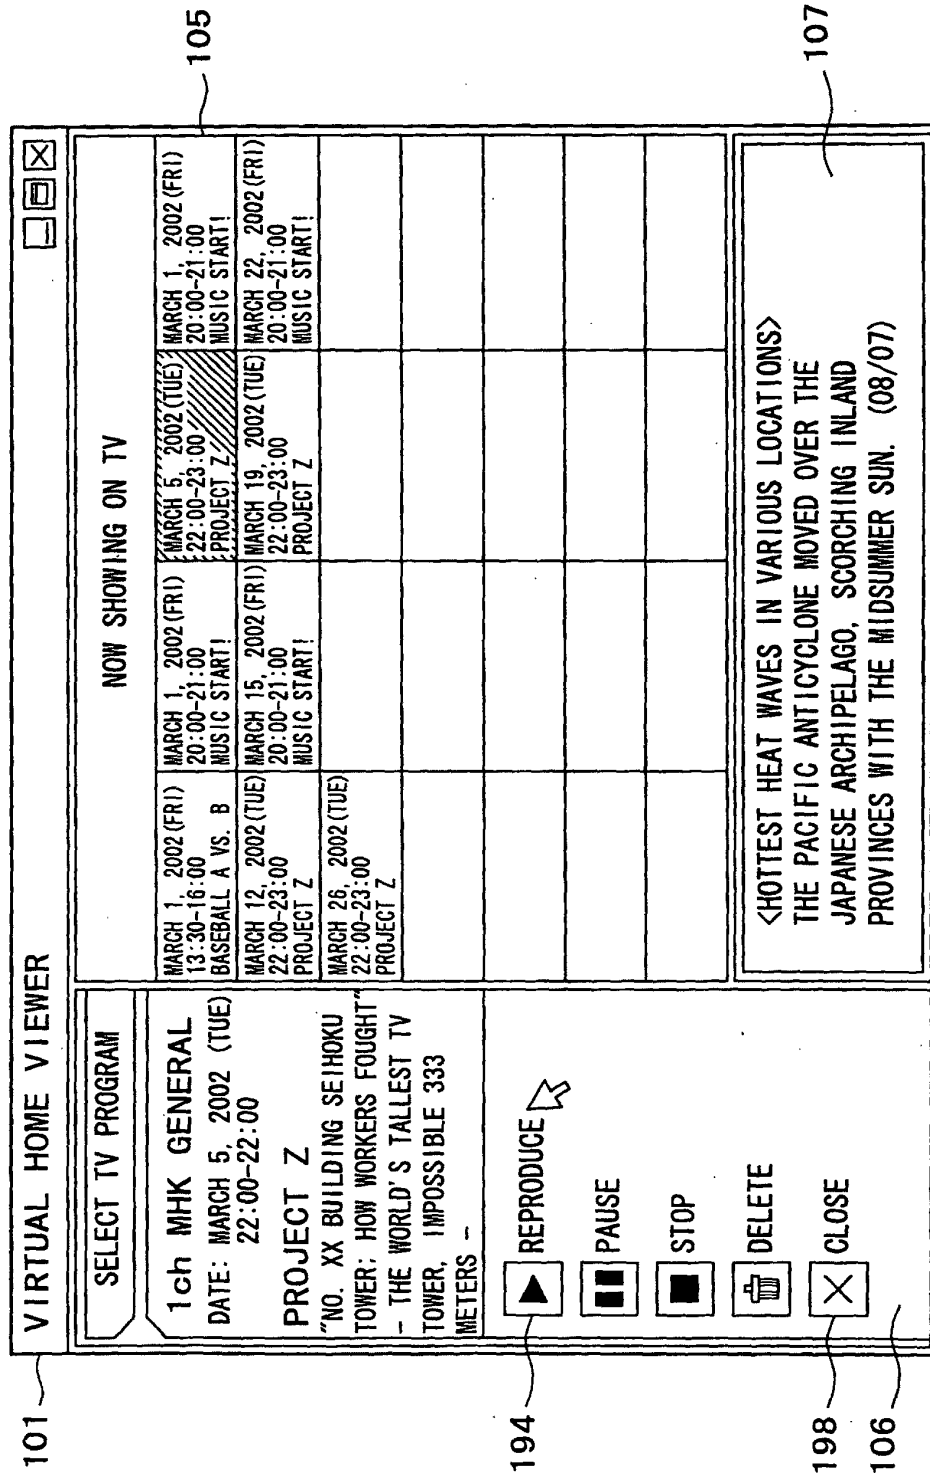 VIRTUAL HOME VIEWER
101
SELECT TV PROGRAM
1ch MHK GENERAL
DATE: MARCH 5, 2002 (TUE)
22:00-22:00
PROJECT Z
"NO. XX BUILDING SEIHOKU
TOWER: HOW WORKERS FOUGHT"
- THE WORLD'S TALLEST TV
TOWER, IMPOSSIBLE 333
METERS -
194
REPRODUCE
PAUSE
STOP
DELETE
198
CLOSE
106
NOW SHOWING ON TV
105
MARCH 1, 2002(FRI)
13:30-16:00
BASEBALL A VS. B
MARCH 1, 2002(FRI)
20:00-21:00
MUSIC START!
MARCH 5, 2002(TUE)
22:00-23:00
PROJECT Z
MARCH 1, 2002(FRI)
20:00-21:00
MUSIC START!
MARCH 12, 2002(TUE)
22:00-23:00
PROJECT Z
MARCH 15, 2002(FRI)
20:00-21:00
MUSIC START!
MARCH 19, 2002(TUE)
22:00-23:00
PROJECT Z
MARCH 22, 2002(FRI)
20:00-21:00
MUSIC START!
MARCH 26, 2002(TUE)
22:00-23:00
PROJECT Z
<HOTTEST HEAT WAVES IN VARIOUS LOCATIONS>
THE PACIFIC ANTICYCLONE MOVED OVER THE
JAPANESE ARCHIPELAGO, SCORCHING INLAND
PROVINCES WITH THE MIDSUMMER SUN. (08/07)
107